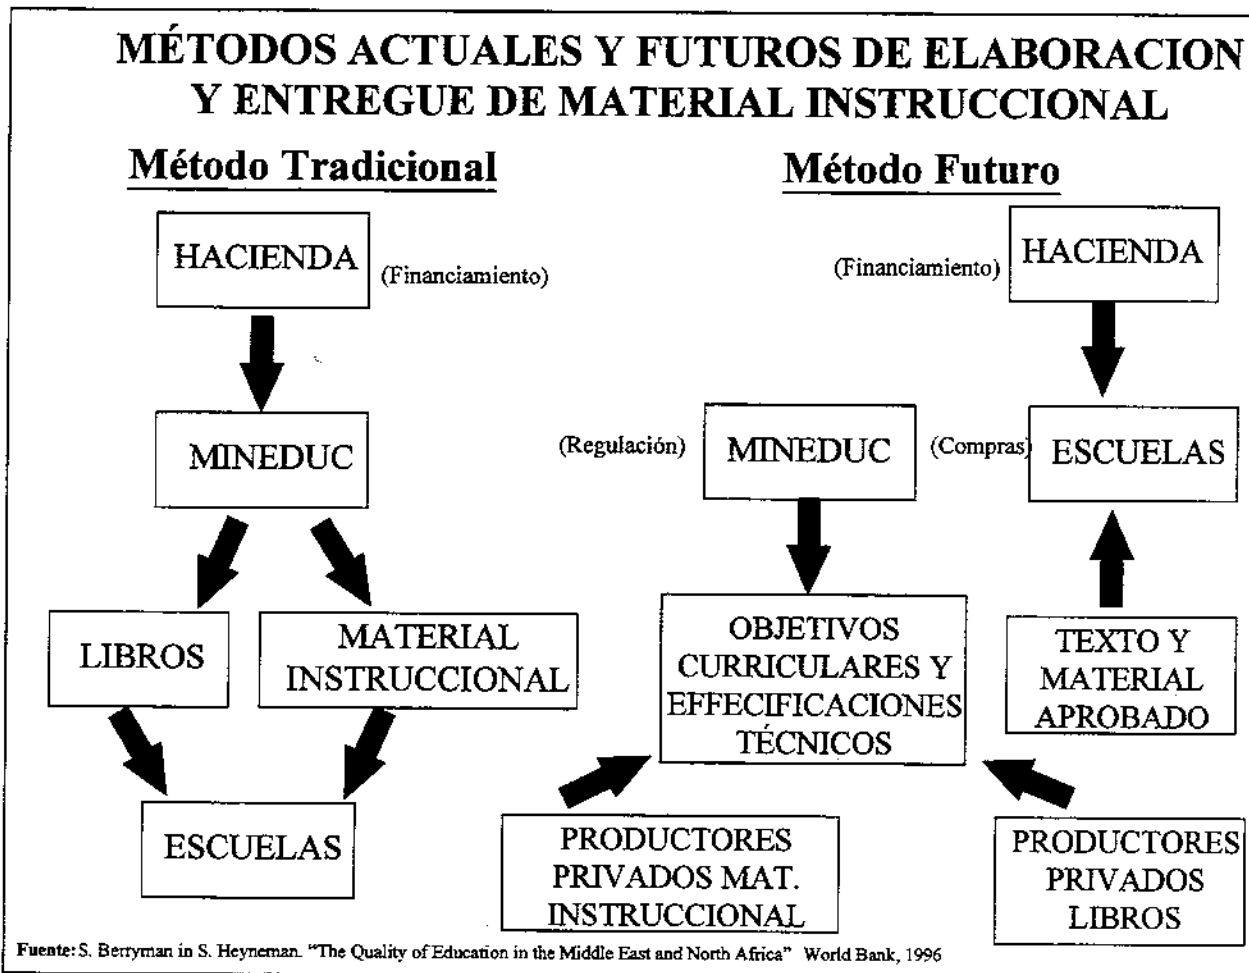 MÉTODOS ACTUALES Y FUTUROS DE ELABORACION
Y ENTREGUE DE MATERIAL INSTRUCCIONAL
Método Tradicional
HACIENDA
(Financiamiento)
MINEDUC
LIBROS
MATERIAL
INSTRUCCIONAL
ESCUELAS
Método Futuro
(Financiamiento)
HACIENDA
(Regulación)
MINEDUC
(Compras)
ESCUELAS
OBJETIVOS
CURRICULARES Y
EFFECIFICACIONES
TÉCNICOS
TEXTO Y
MATERIAL
APROBADO
PRODUCTORES
PRIVADOS MAT.
INSTRUCCIONAL
PRODUCTORES
PRIVADOS
LIBROS
Fuente: S. Berryman in S. Heyneman. "The Quality of Education in the Middle East and North Africa" World Bank, 1996